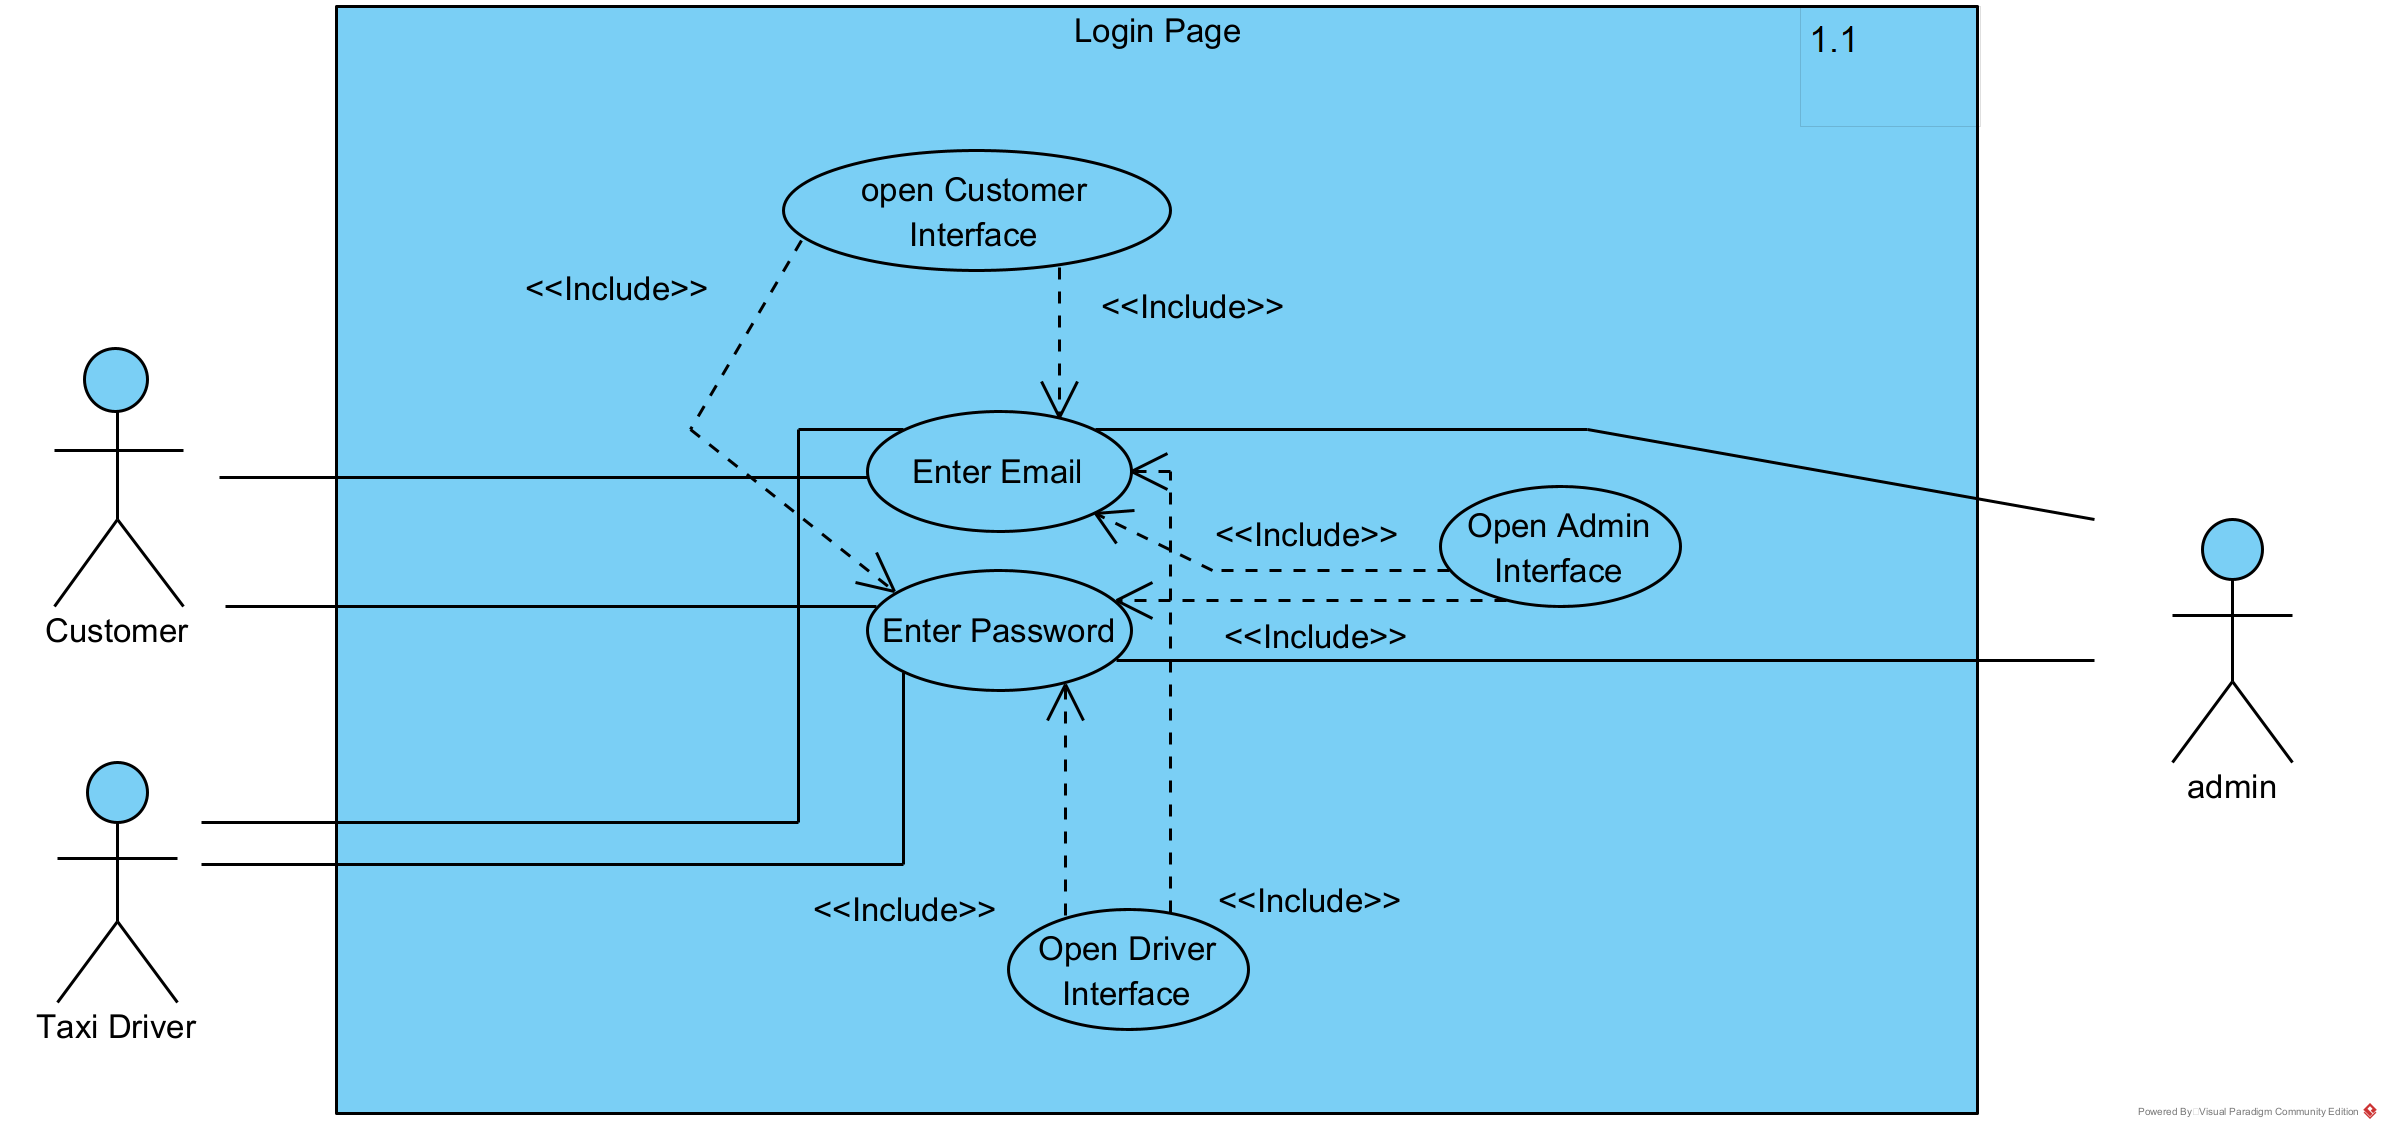 Login Page
1.1
open Customer
Interface
<<Include>>
<<Include>>
Enter Email
<<Include>>
Open Admin
Interface
Customer
Enter Password
<<Include>>
admin
<<Include>>
<<Include>>
Open Driver
Interface
Taxi Driver
Powered By Visual Paradigm Community Edition